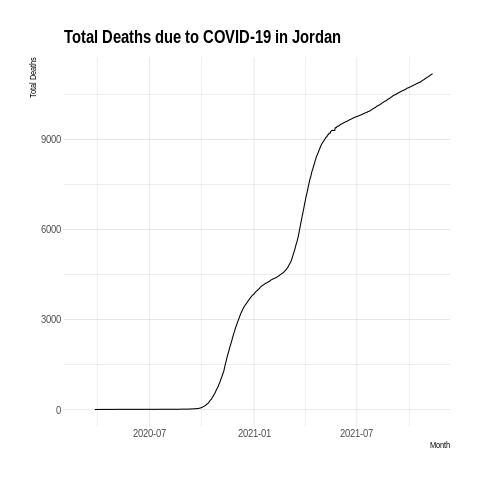 Total Deaths due to COVID-19 in Jordan
Total Deaths
9000
6000
3000
0
2020-07 2021-01 2021-07
Month